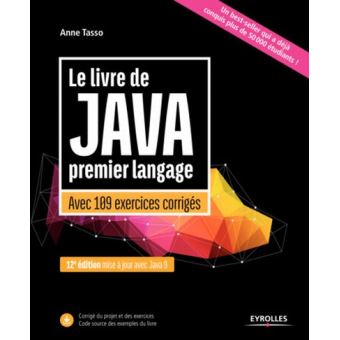 Anne Tasso
Un best-seller qui a déjà
conquis plus de 50 000 étudiants !
Le livre de
JAVA
premier langage
Avec 109 exercices corrigés
12e édition mise à jour avec Java 9
Corrigé du projet et des exercices
Code source des exemples du livre
EYROLLES